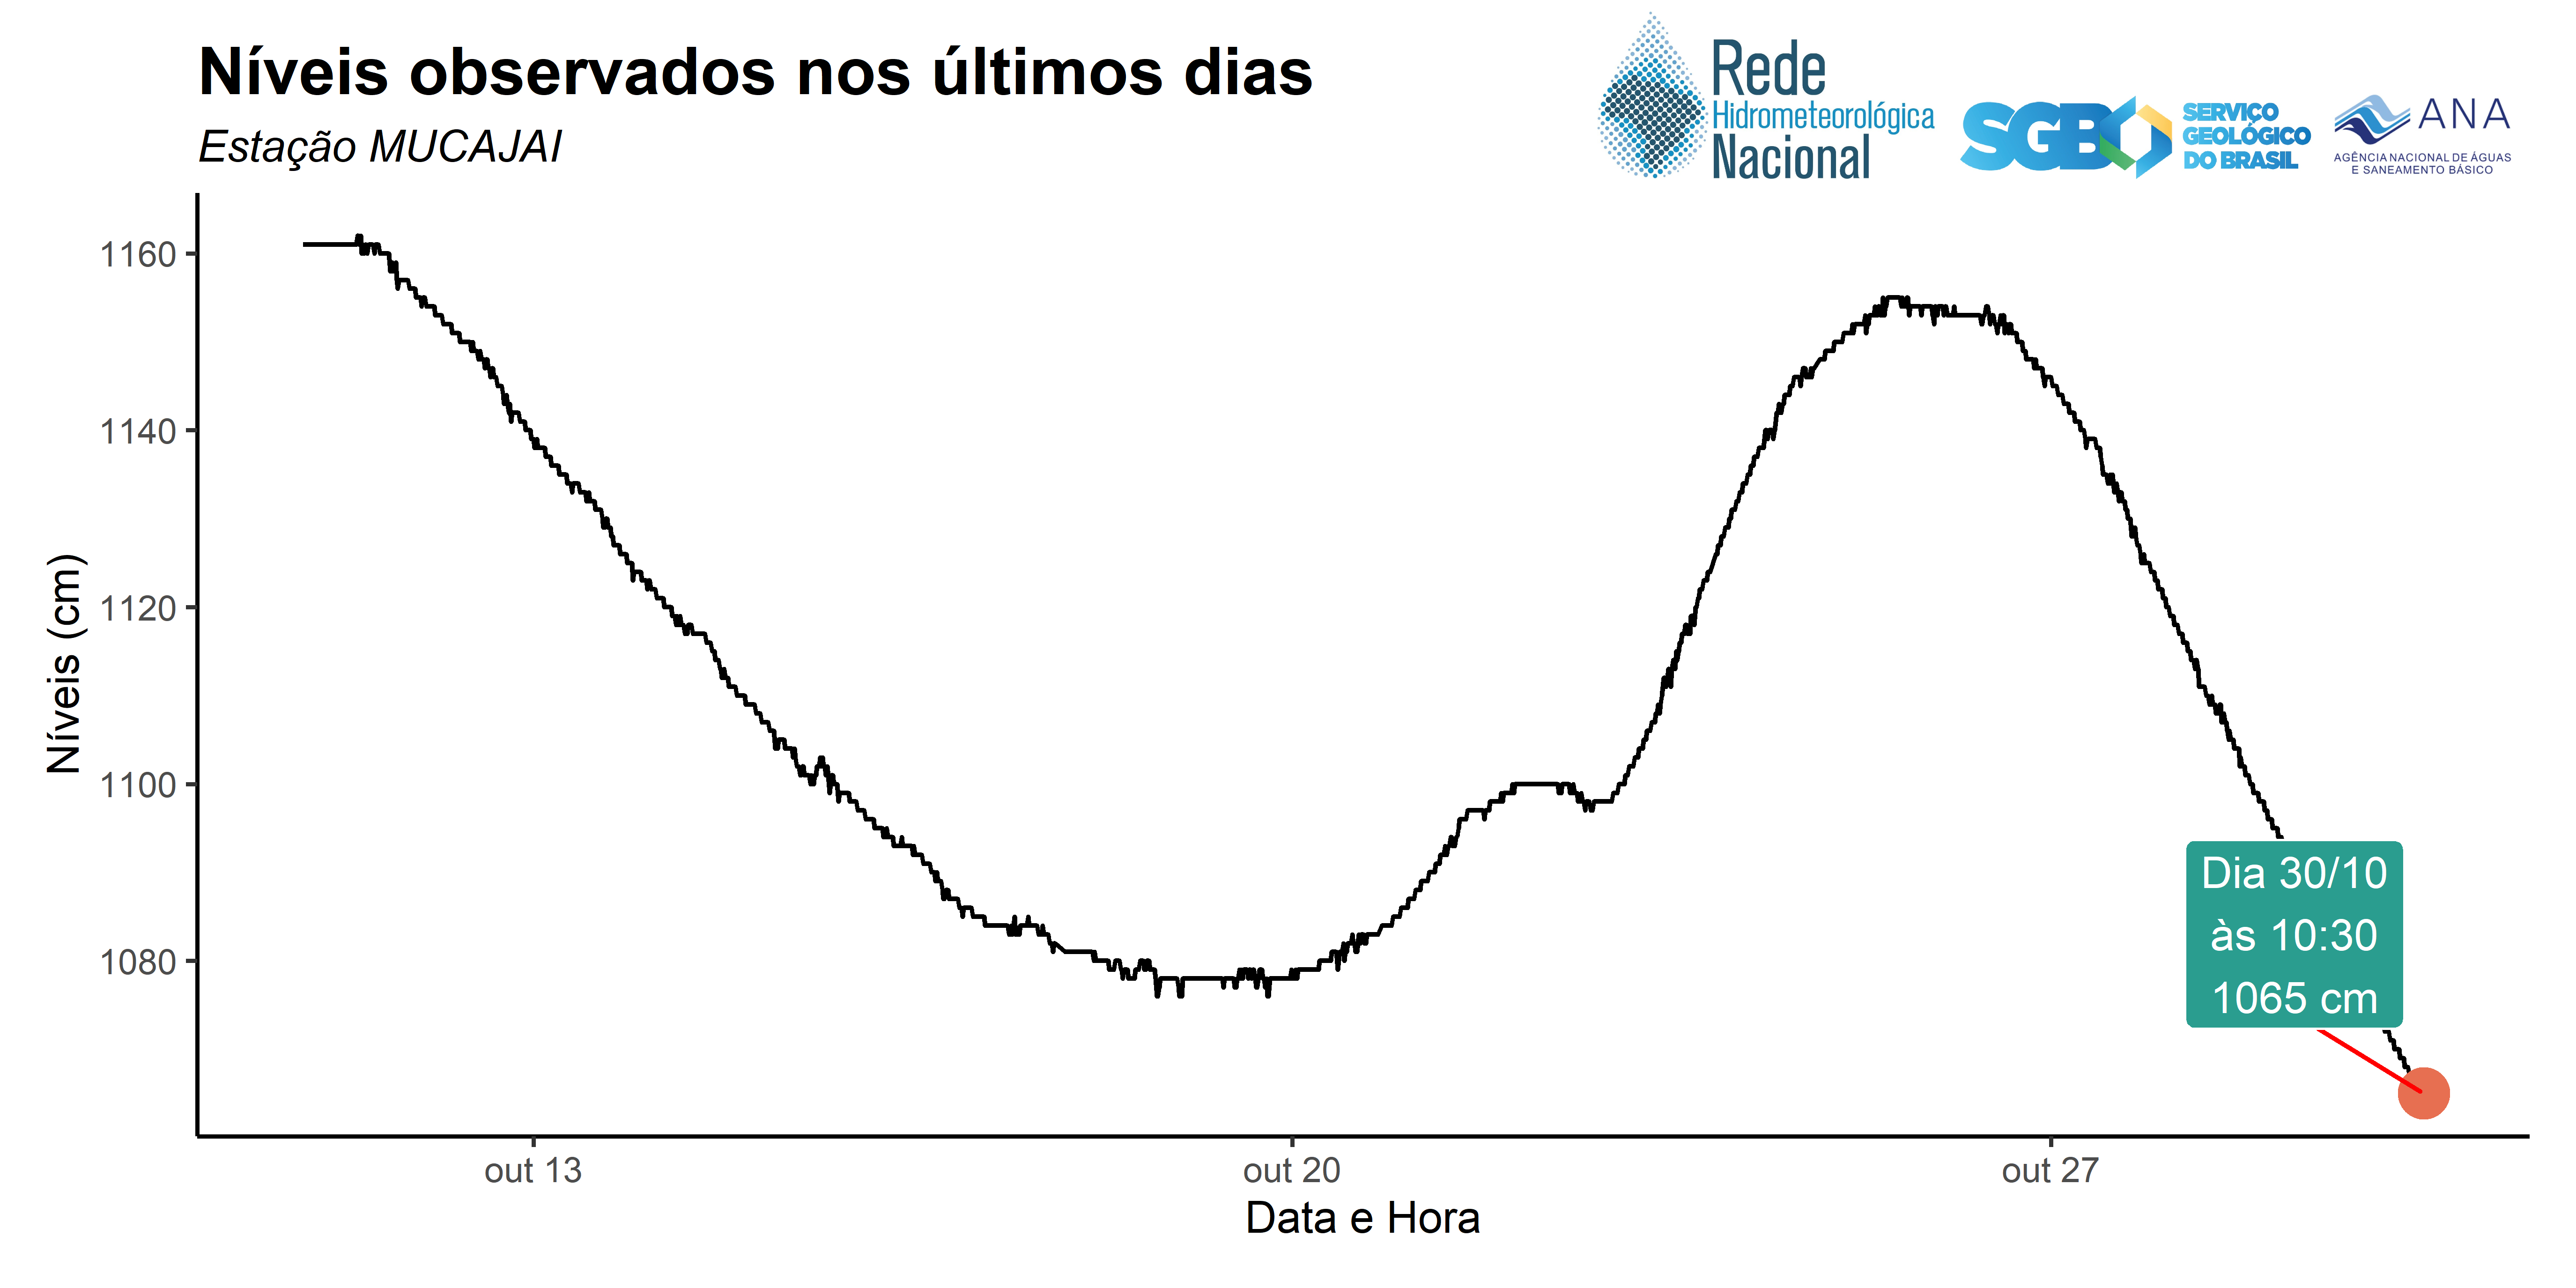 Níveis observados nos últimos dias
Estação MUCAJAI
Rede
Hidrometeorológica
Nacional
SGB
SERVIÇO
GEOLÓGICO
DO BRASIL
ANA
AGÊNCIA NACIONAL DE ÁGUAS
E SANEAMENTO BÁSICO
Níveis (cm)
1160
1140
1120
1100
1080
Dia 30/10
às 10:30
1065 cm
out 13
out 20
out 27
Data e Hora